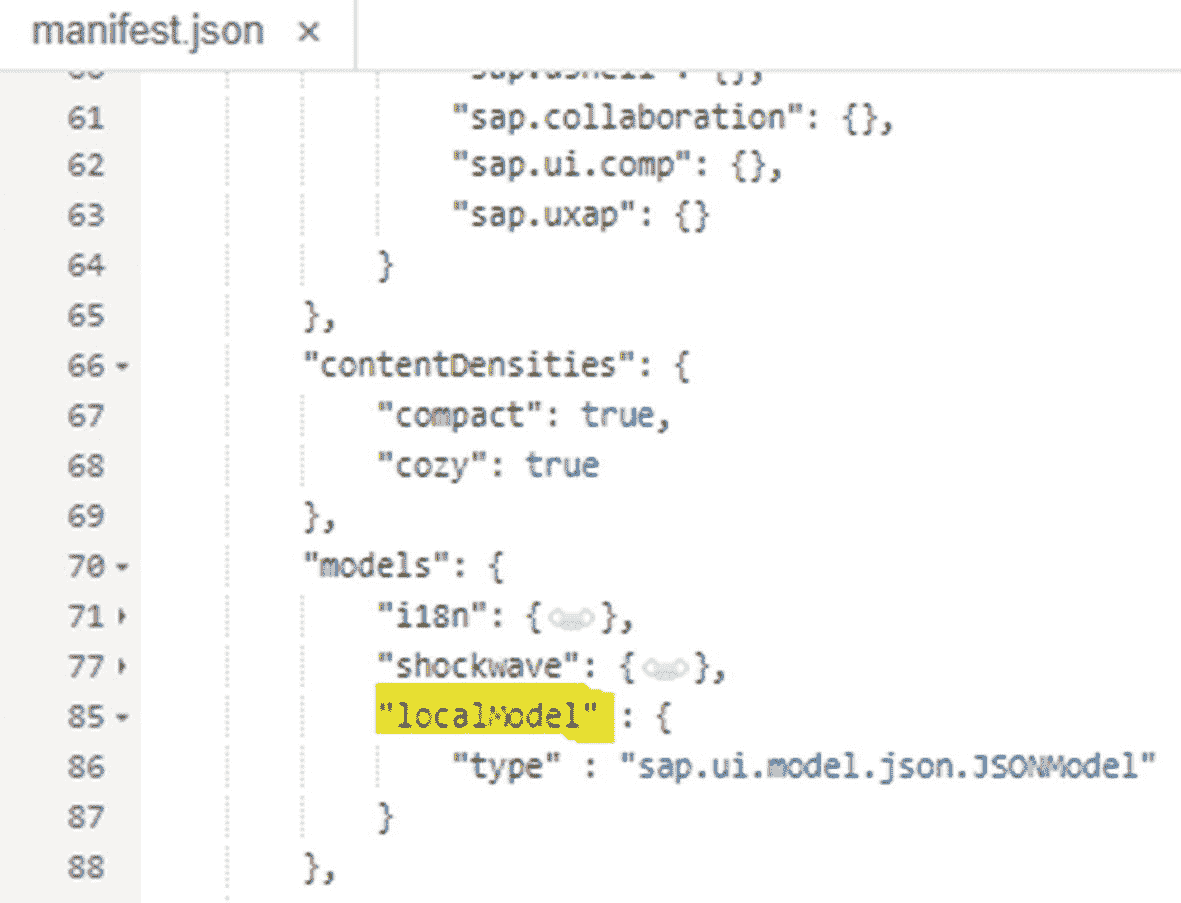 manifest.json ×
61 "sap.collaboration": {},
62 "sap.ui.comp": {},
63 "sap.uxap": {}
64 }
65 },
66 "contentDensities": {
67 "compact": true,
68 "cozy": true
69 },
70 "models": {
71 "i18n": {},
77 "shockwave": {},
85 "localModel" : {
86 "type" : "sap.ui.model.json.JSONModel"
87 }
88 },